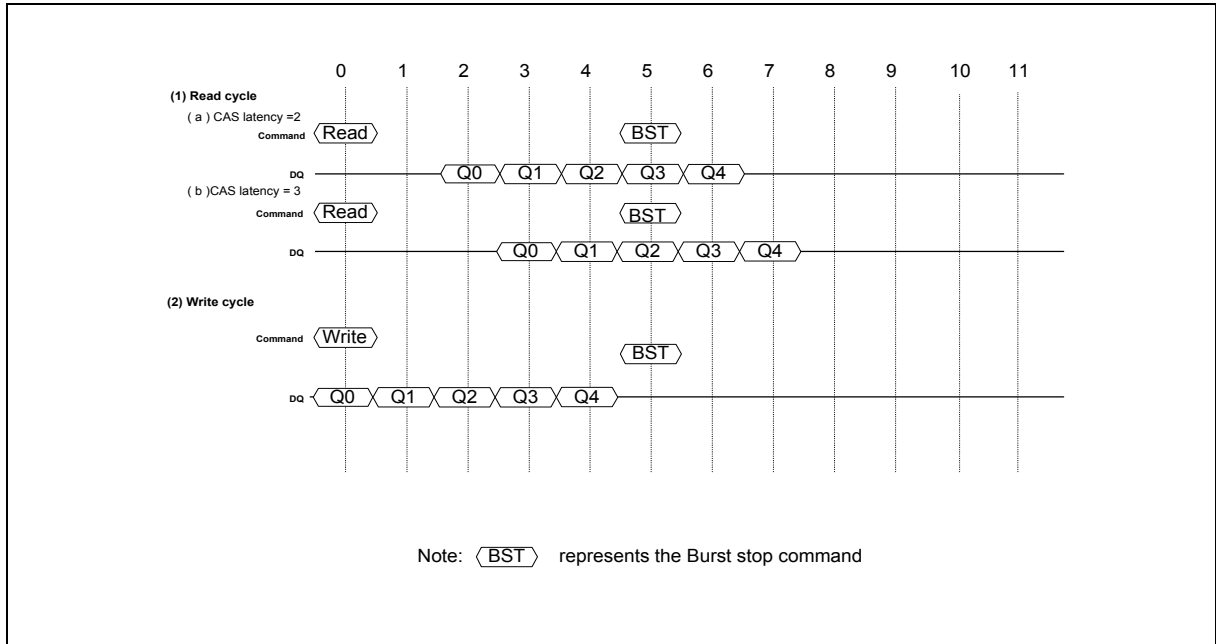 0 1 2 3 4 5 6 7 8 9 10 11
(1) Read cycle
( a ) CAS latency =2
Command Read BST
DQ Q0 Q1 Q2 Q3 Q4
( b )CAS latency = 3
Command Read BST
DQ Q0 Q1 Q2 Q3 Q4
(2) Write cycle
Command Write BST
DQ Q0 Q1 Q2 Q3 Q4
Note: BST represents the Burst stop command